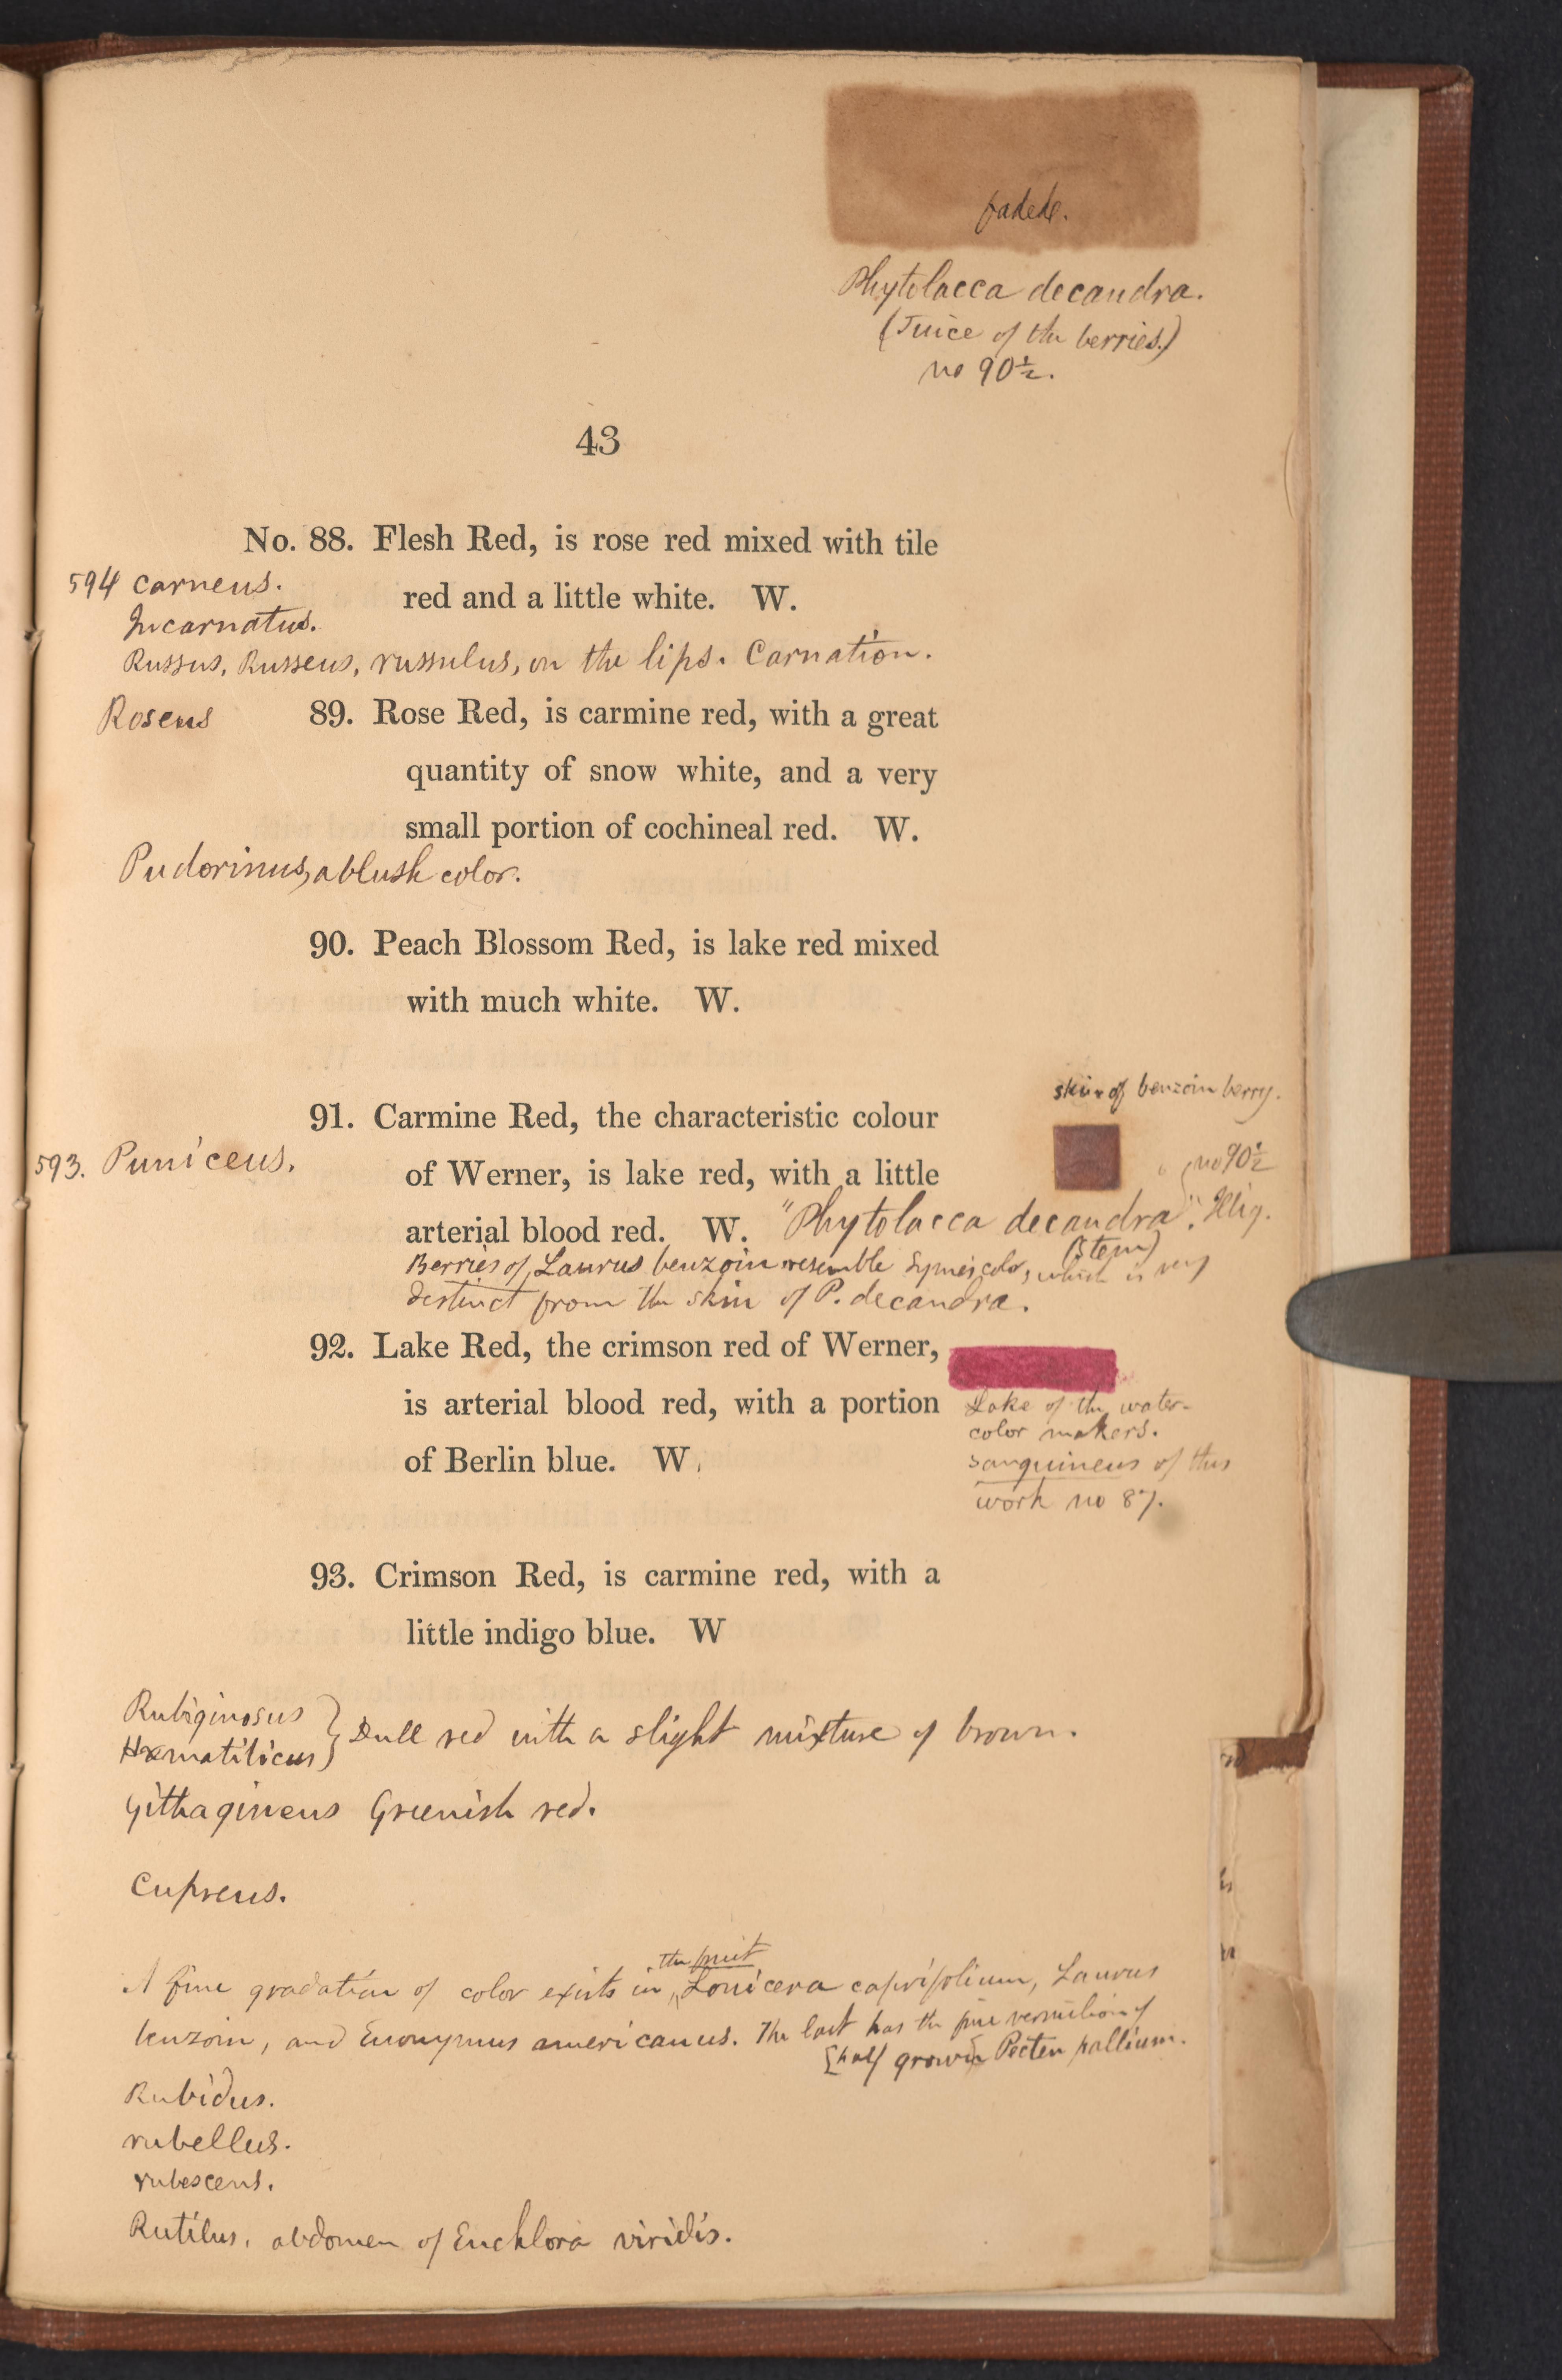 faded.
Phytolacca decandra.
(Juice of the berries.)
no 90½.
43
No. 88. Flesh Red, is rose red mixed with tile
594 Carneus.
red and a little white. W.
Incarnatus.
Russus, Russeus, russulus, on the lips. Carnation.
Roseus
89. Rose Red, is carmine red, with a great
quantity of snow white, and a very
small portion of cochineal red. W.
Pudorinus, a blush color.
90. Peach Blossom Red, is lake red mixed
with much white. W.
skin of benzoin berry.
91. Carmine Red, the characteristic colour
593. Puniceus.
of Werner, is lake red, with a little
no 90½
arterial blood red. W. "Phytolacca decandra".
(Stem)
Berries of Laurus benzoin resemble Syme's color, which is very
distinct from the skin of P. decandra.
92. Lake Red, the crimson red of Werner,
is arterial blood red, with a portion
of Berlin blue. W.
Lake of the water-
color makers.
sanguineus of this
work no 87.
93. Crimson Red, is carmine red, with a
little indigo blue. W
Rubiginosus
Hæmatiticus } Dull red with a slight mixture of brown.
Githagineus Greenish red.
Cupreus.
the fruit
A fine gradation of color exists in Lonicera caprifolium, Laurus
benzoin, and Euonymus americanus. The last has the fine vermilion of
[half grown Pecten pallium.
Rubidus.
rubellus.
rubescens.
Rutilus, abdomen of Euchlora viridis.